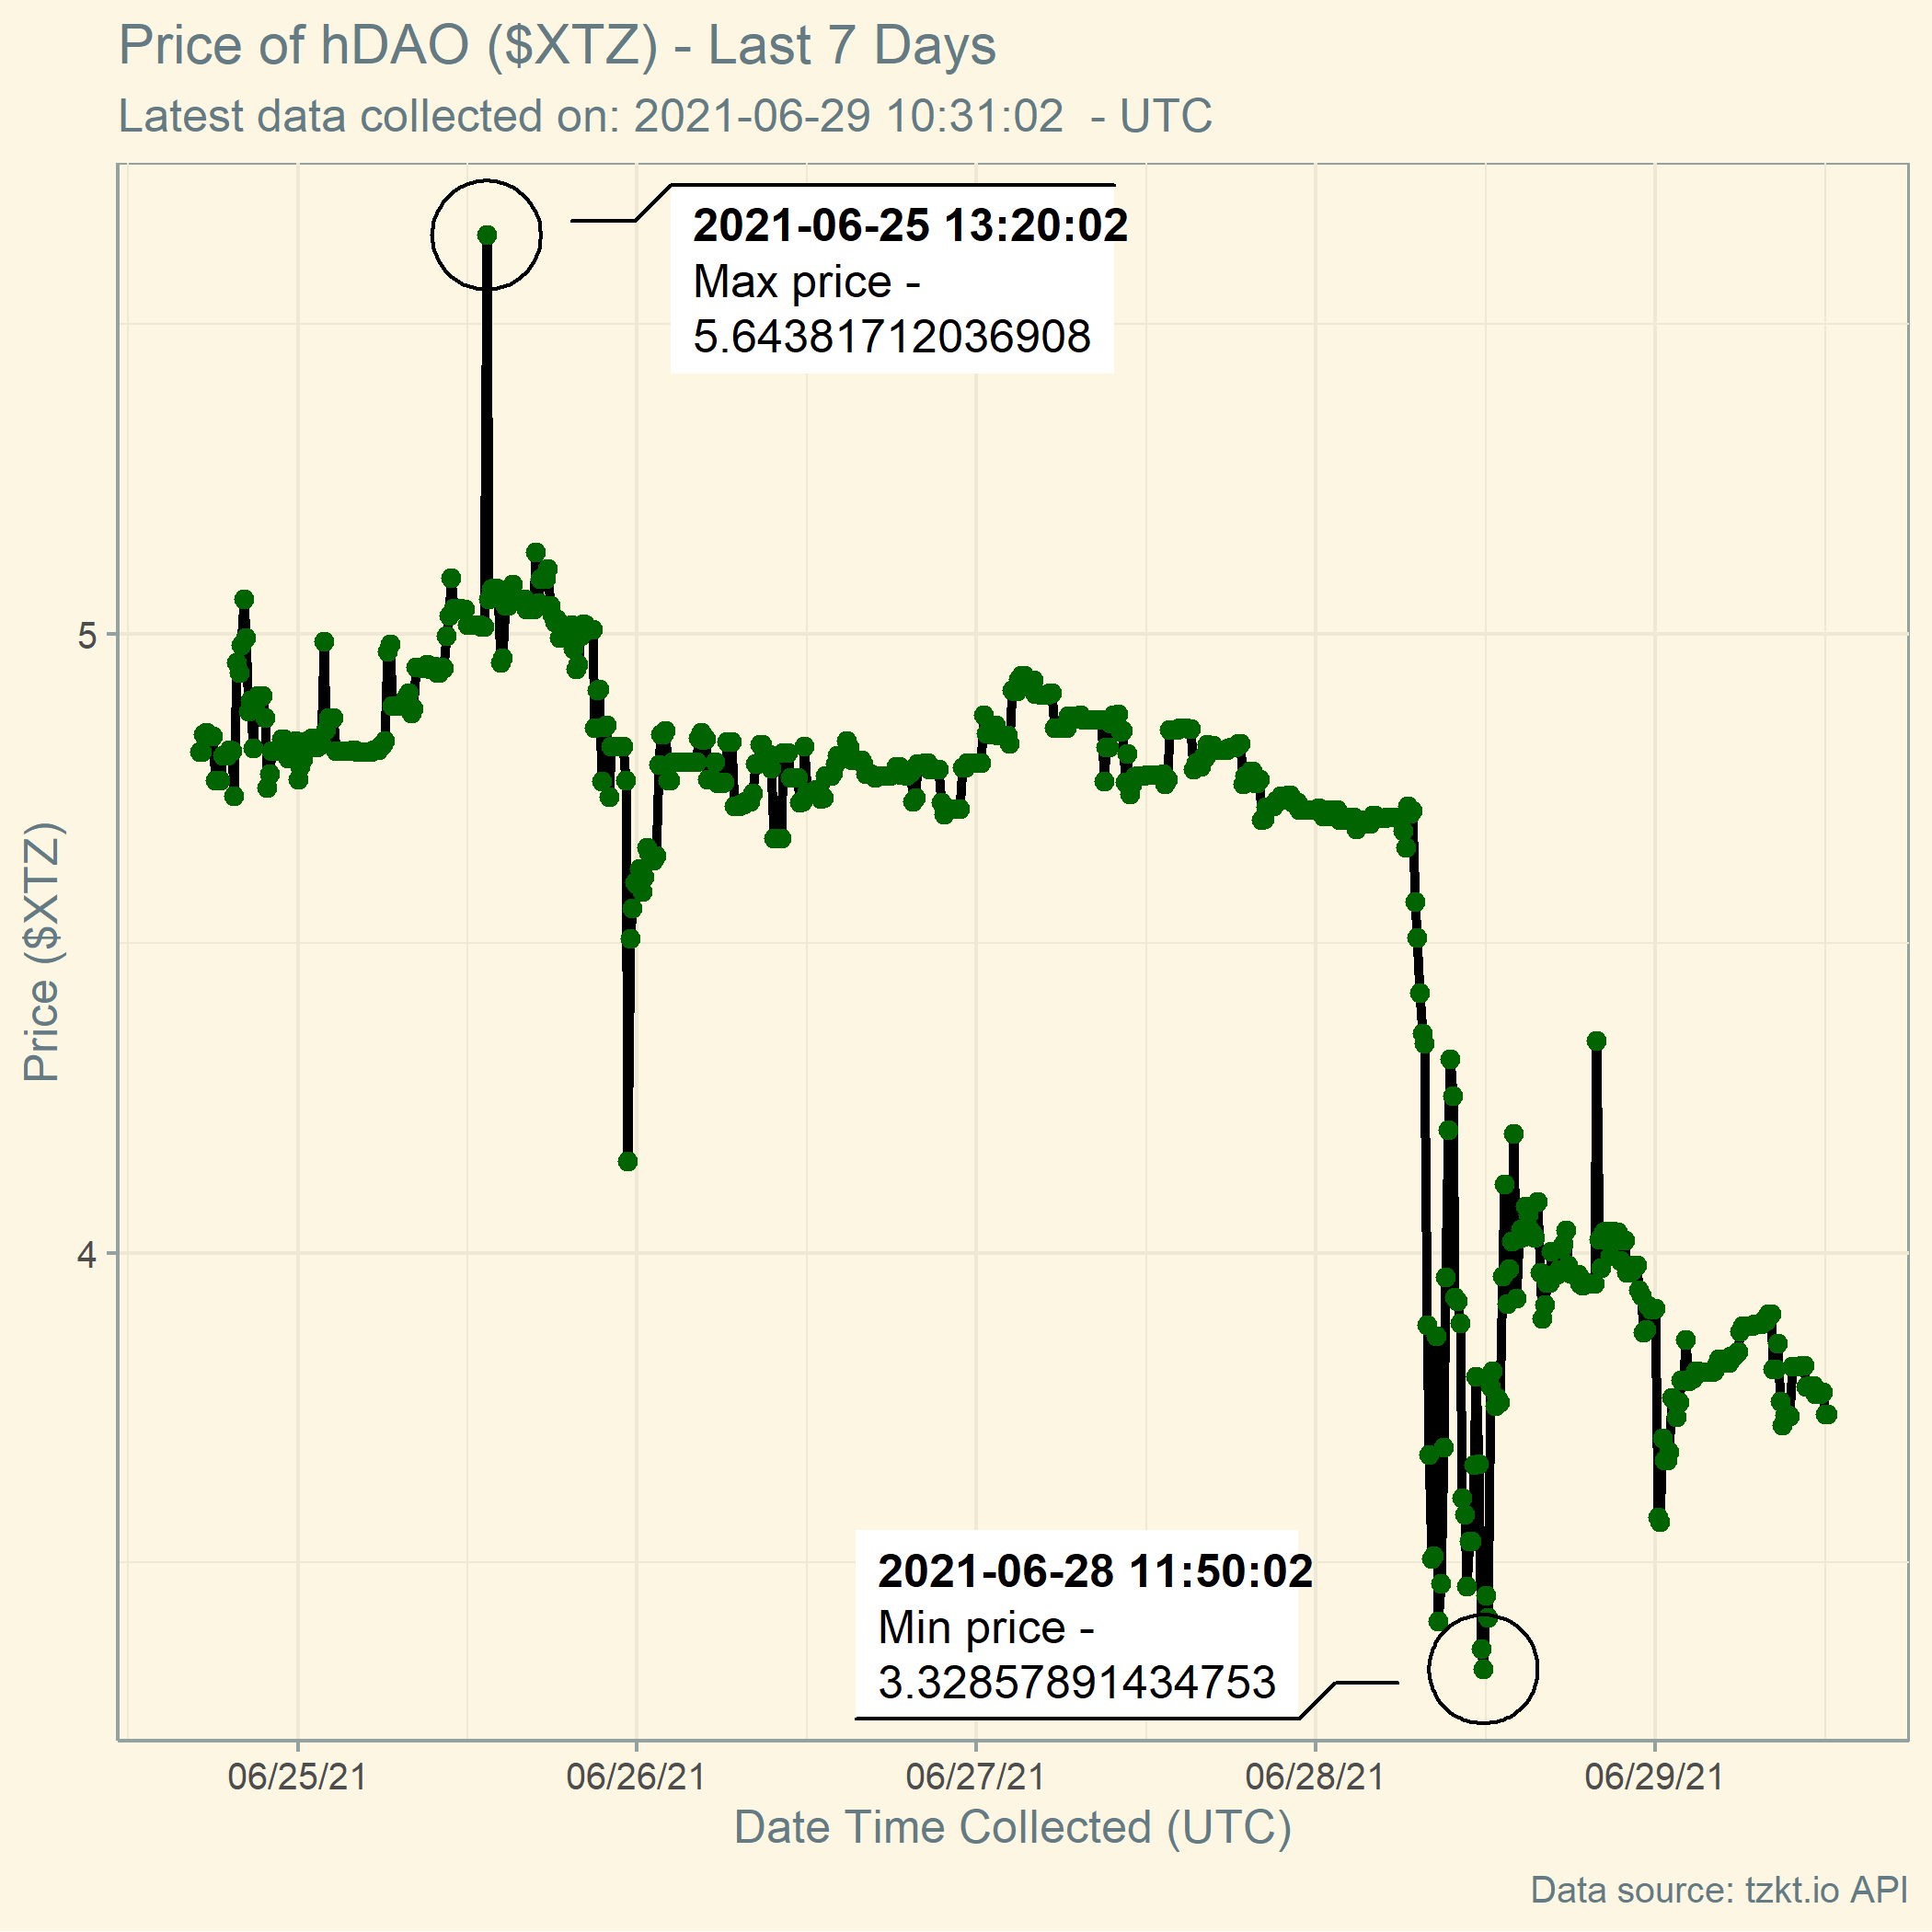 Price of hDAO ($XTZ) - Last 7 Days
Latest data collected on: 2021-06-29 10:31:02  - UTC
2021-06-25 13:20:02
Max price -
5.64381712036908
5
Price ($XTZ)
4
2021-06-28 11:50:02
Min price -
3.32857891434753
06/25/21
06/26/21
06/27/21
06/28/21
06/29/21
Date Time Collected (UTC)
Data source: tzkt.io API